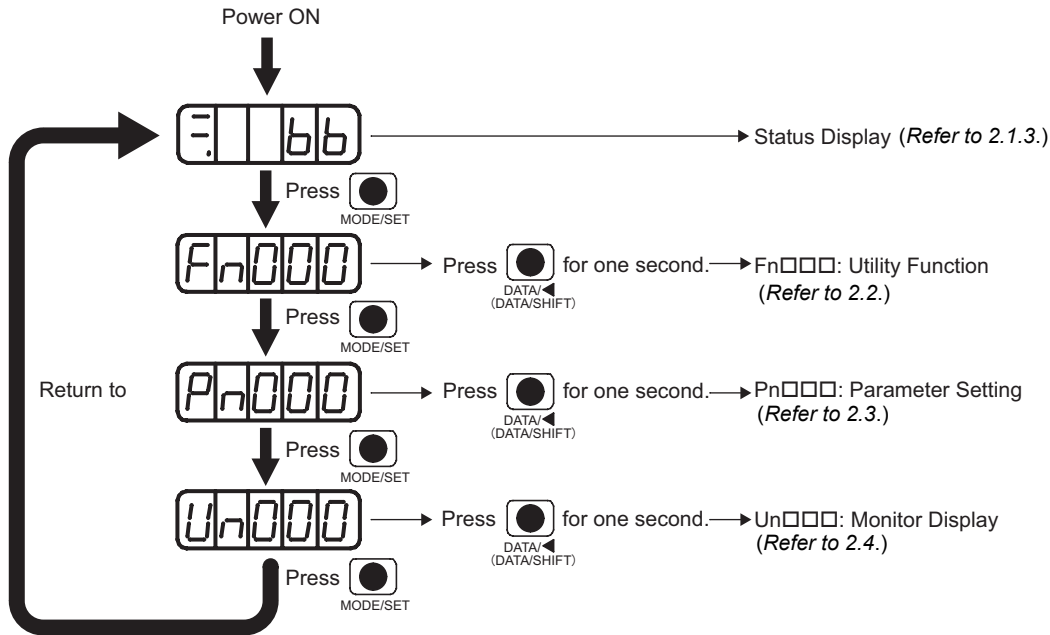 Power ON
bb
Status Display (Refer to 2.1.3.)
Press
MODE/SET
Fn000
Press for one second.
DATA/◀
(DATA/SHIFT)
Fn□□□: Utility Function
(Refer to 2.2.)
Press
MODE/SET
Return to
Pn000
Press for one second.
DATA/◀
(DATA/SHIFT)
Pn□□□: Parameter Setting
(Refer to 2.3.)
Press
MODE/SET
Un000
Press for one second.
DATA/◀
(DATA/SHIFT)
Un□□□: Monitor Display
(Refer to 2.4.)
Press
MODE/SET